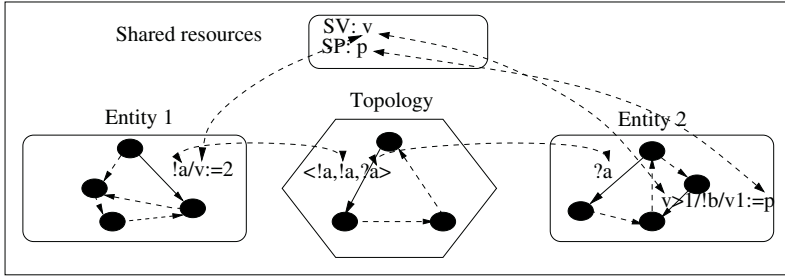 Shared resources
SV: v
SP: p
Entity 1
Topology
Entity 2
!a/v:=2
<!a,!a,?a>
?a
v>1/!b/v1:=p